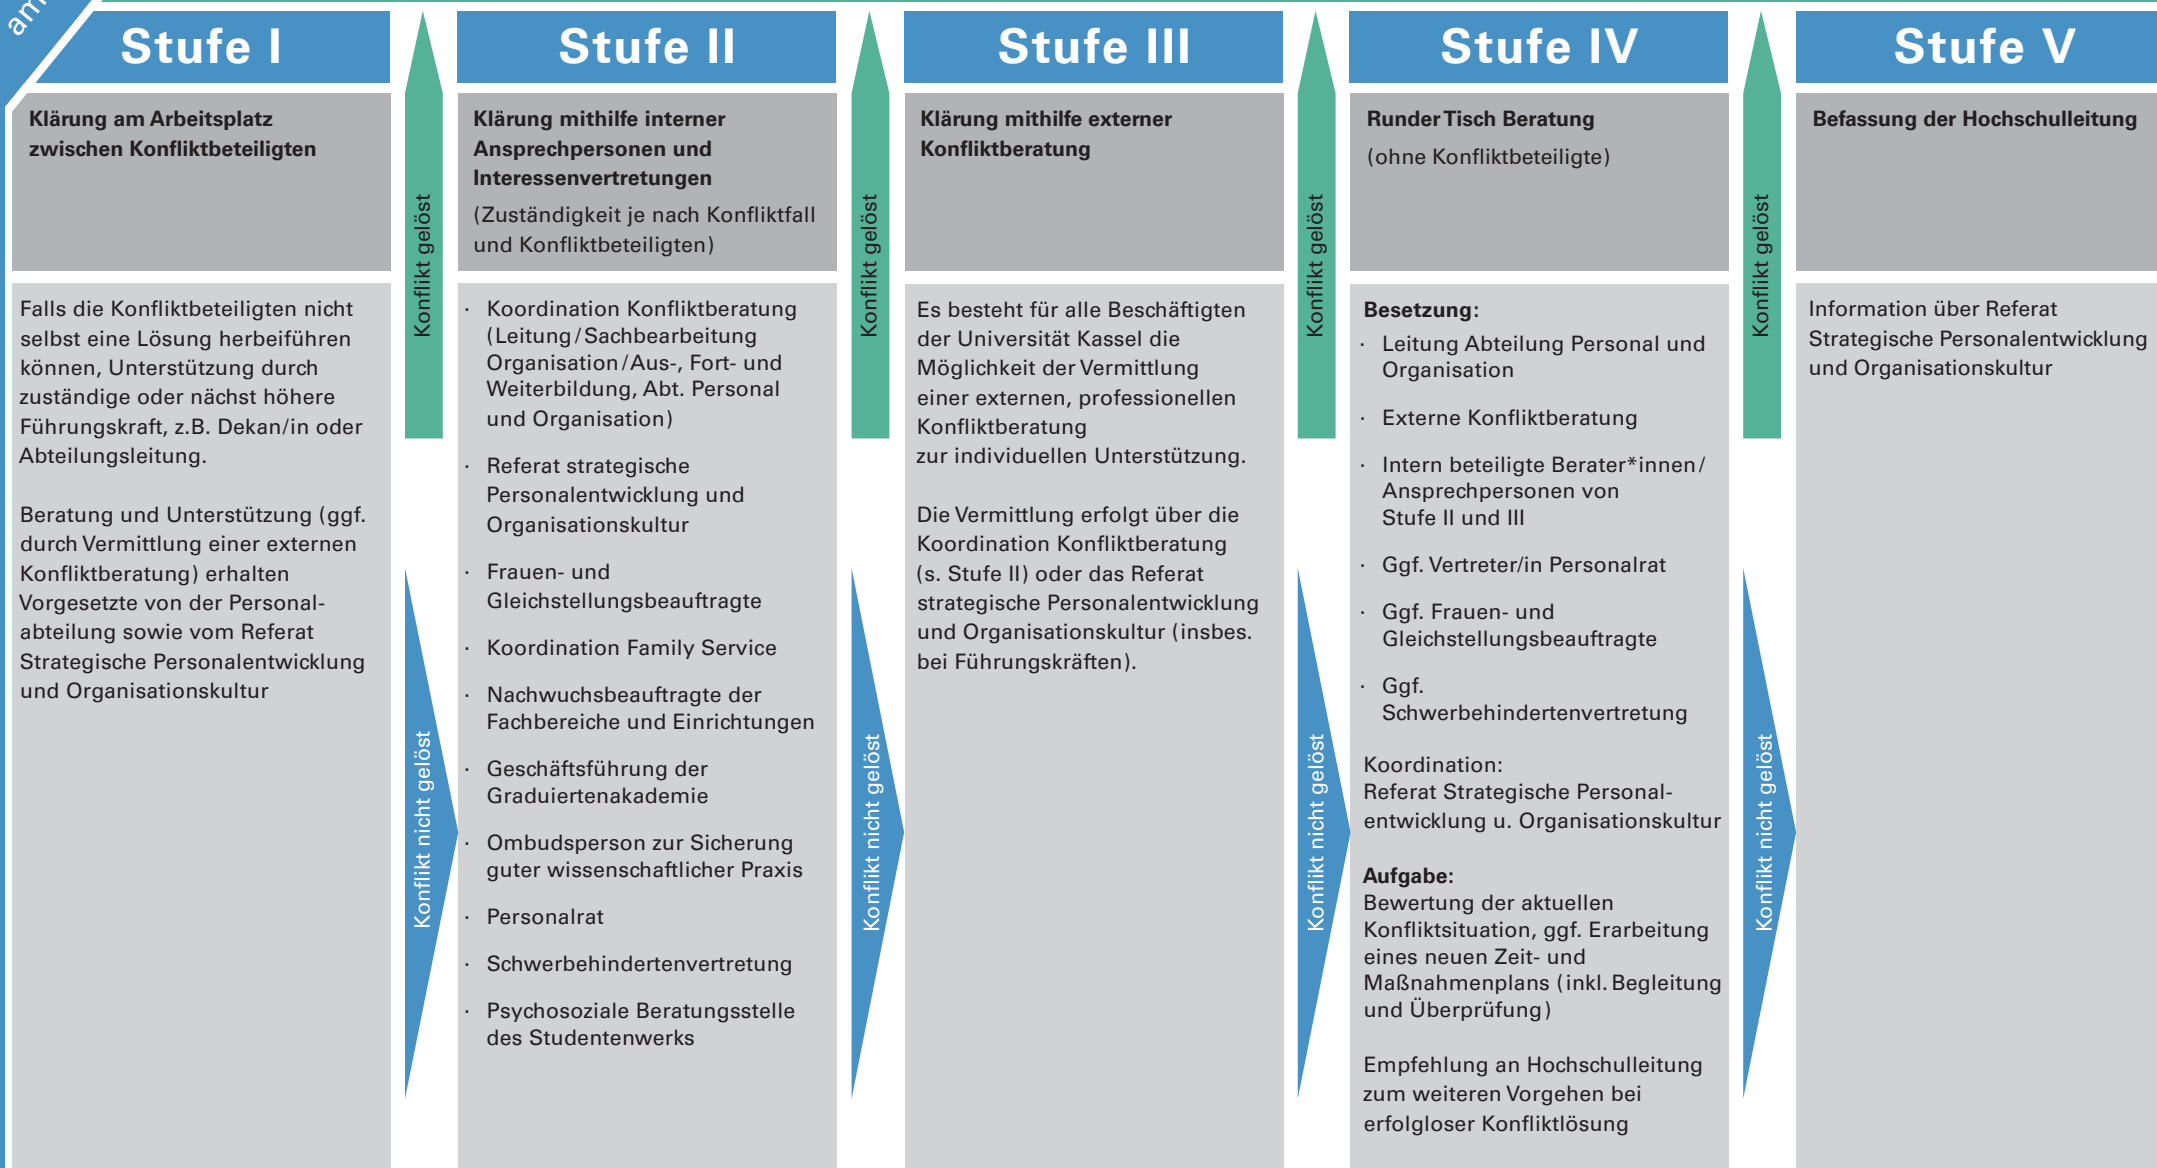 am
Stufe I
Klärung am Arbeitsplatz
zwischen Konfliktbeteiligten
Falls die Konfliktbeteiligten nicht
selbst eine Lösung herbeiführen
können, Unterstützung durch
zuständige oder nächst höhere
Führungskraft, z.B. Dekan/in oder
Abteilungsleitung.
Beratung und Unterstützung (ggf.
durch Vermittlung einer externen
Konfliktberatung) erhalten
Vorgesetzte von der Personal-
abteilung sowie vom Referat
Strategische Personalentwicklung
und Organisationskultur
Konflikt gelöst
Konflikt nicht gelöst
Stufe II
Klärung mithilfe interner
Ansprechpersonen und
Interessenvertretungen
(Zuständigkeit je nach Konfliktfall
und Konfliktbeteiligten)
· Koordination Konfliktberatung
(Leitung/Sachbearbeitung
Organisation/Aus-, Fort- und
Weiterbildung, Abt. Personal
und Organisation)
· Referat strategische
Personalentwicklung und
Organisationskultur
· Frauen- und
Gleichstellungsbeauftragte
· Koordination Family Service
· Nachwuchsbeauftragte der
Fachbereiche und Einrichtungen
· Geschäftsführung der
Graduiertenakademie
· Ombudsperson zur Sicherung
guter wissenschaftlicher Praxis
· Personalrat
· Schwerbehindertenvertretung
· Psychosoziale Beratungsstelle
des Studentenwerks
Konflikt gelöst
Konflikt nicht gelöst
Stufe III
Klärung mithilfe externer
Konfliktberatung
Es besteht für alle Beschäftigten
der Universität Kassel die
Möglichkeit der Vermittlung
einer externen, professionellen
Konfliktberatung
zur individuellen Unterstützung.
Die Vermittlung erfolgt über die
Koordination Konfliktberatung
(s. Stufe II) oder das Referat
strategische Personalentwicklung
und Organisationskultur (insbes.
bei Führungskräften).
Konflikt gelöst
Konflikt nicht gelöst
Stufe IV
Runder Tisch Beratung
(ohne Konfliktbeteiligte)
Besetzung:
· Leitung Abteilung Personal und
Organisation
· Externe Konfliktberatung
· Intern beteiligte Berater*innen/
Ansprechpersonen von
Stufe II und III
· Ggf. Vertreter/in Personalrat
· Ggf. Frauen- und
Gleichstellungsbeauftragte
· Ggf.
Schwerbehindertenvertretung
Koordination:
Referat Strategische Personal-
entwicklung u. Organisationskultur
Aufgabe:
Bewertung der aktuellen
Konfliktsituation, ggf. Erarbeitung
eines neuen Zeit- und
Maßnahmenplans (inkl. Begleitung
und Überprüfung)
Empfehlung an Hochschulleitung
zum weiteren Vorgehen bei
erfolgloser Konfliktlösung
Konflikt gelöst
Konflikt nicht gelöst
Stufe V
Befassung der Hochschulleitung
Information über Referat
Strategische Personalentwicklung
und Organisationskultur